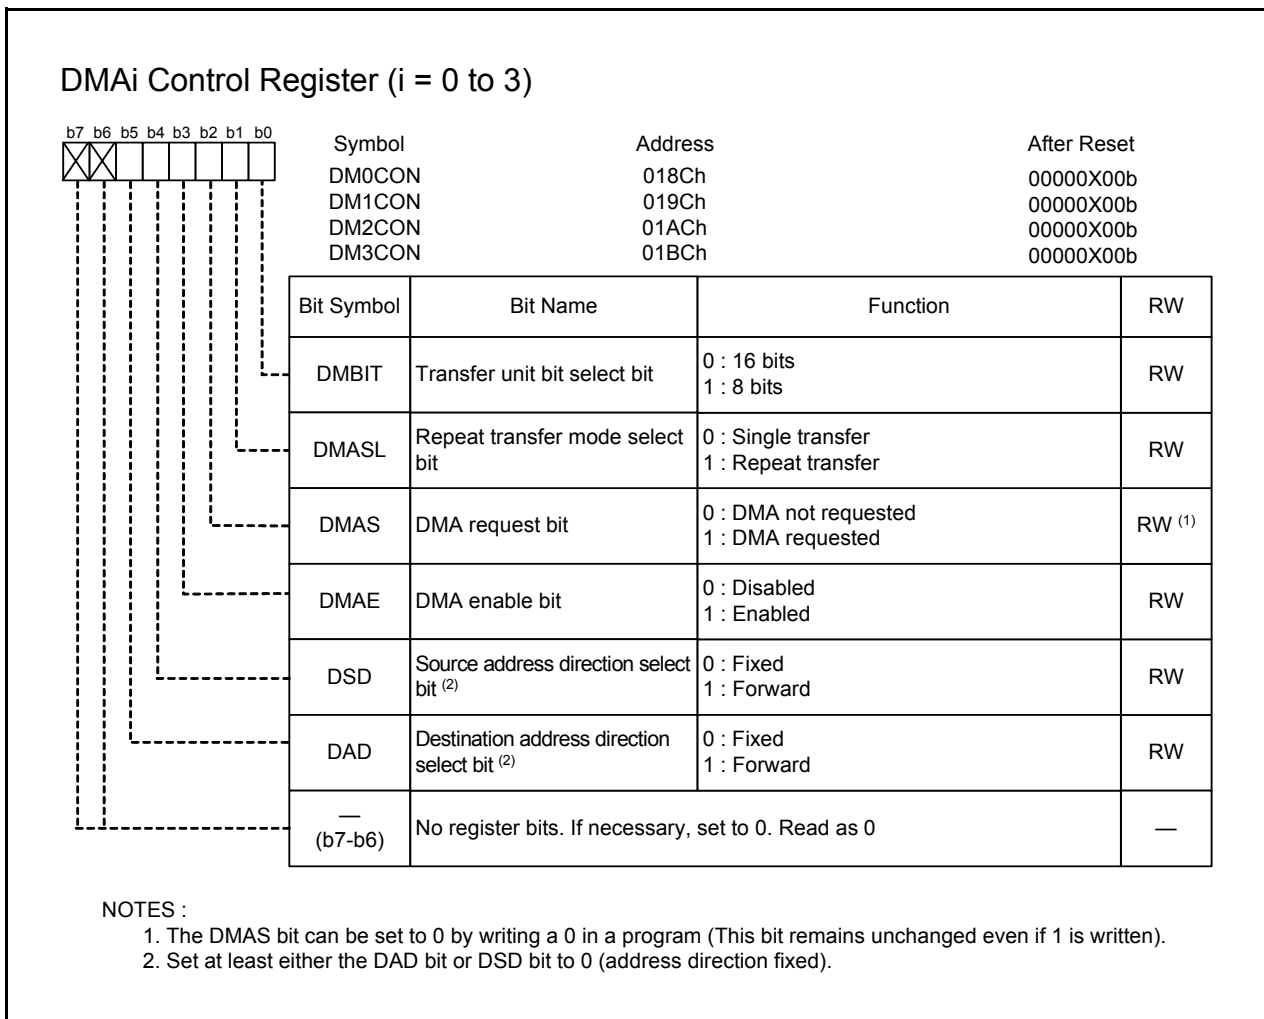 DMAi Control Register (i = 0 to 3)
b7 b6 b5 b4 b3 b2 b1 b0
Symbol Address After Reset
DM0CON 018Ch 00000X00b
DM1CON 019Ch 00000X00b
DM2CON 01ACh 00000X00b
DM3CON 01BCh 00000X00b
Bit Symbol Bit Name Function RW
DMBIT Transfer unit bit select bit 0 : 16 bits RW
1 : 8 bits
DMASL Repeat transfer mode select 0 : Single transfer RW
bit 1 : Repeat transfer
DMAS DMA request bit 0 : DMA not requested RW (1)
1 : DMA requested
DMAE DMA enable bit 0 : Disabled RW
1 : Enabled
DSD Source address direction select 0 : Fixed RW
bit (2) 1 : Forward
DAD Destination address direction 0 : Fixed RW
select bit (2) 1 : Forward
— No register bits. If necessary, set to 0. Read as 0 —
(b7-b6)
NOTES :
1. The DMAS bit can be set to 0 by writing a 0 in a program (This bit remains unchanged even if 1 is written).
2. Set at least either the DAD bit or DSD bit to 0 (address direction fixed).